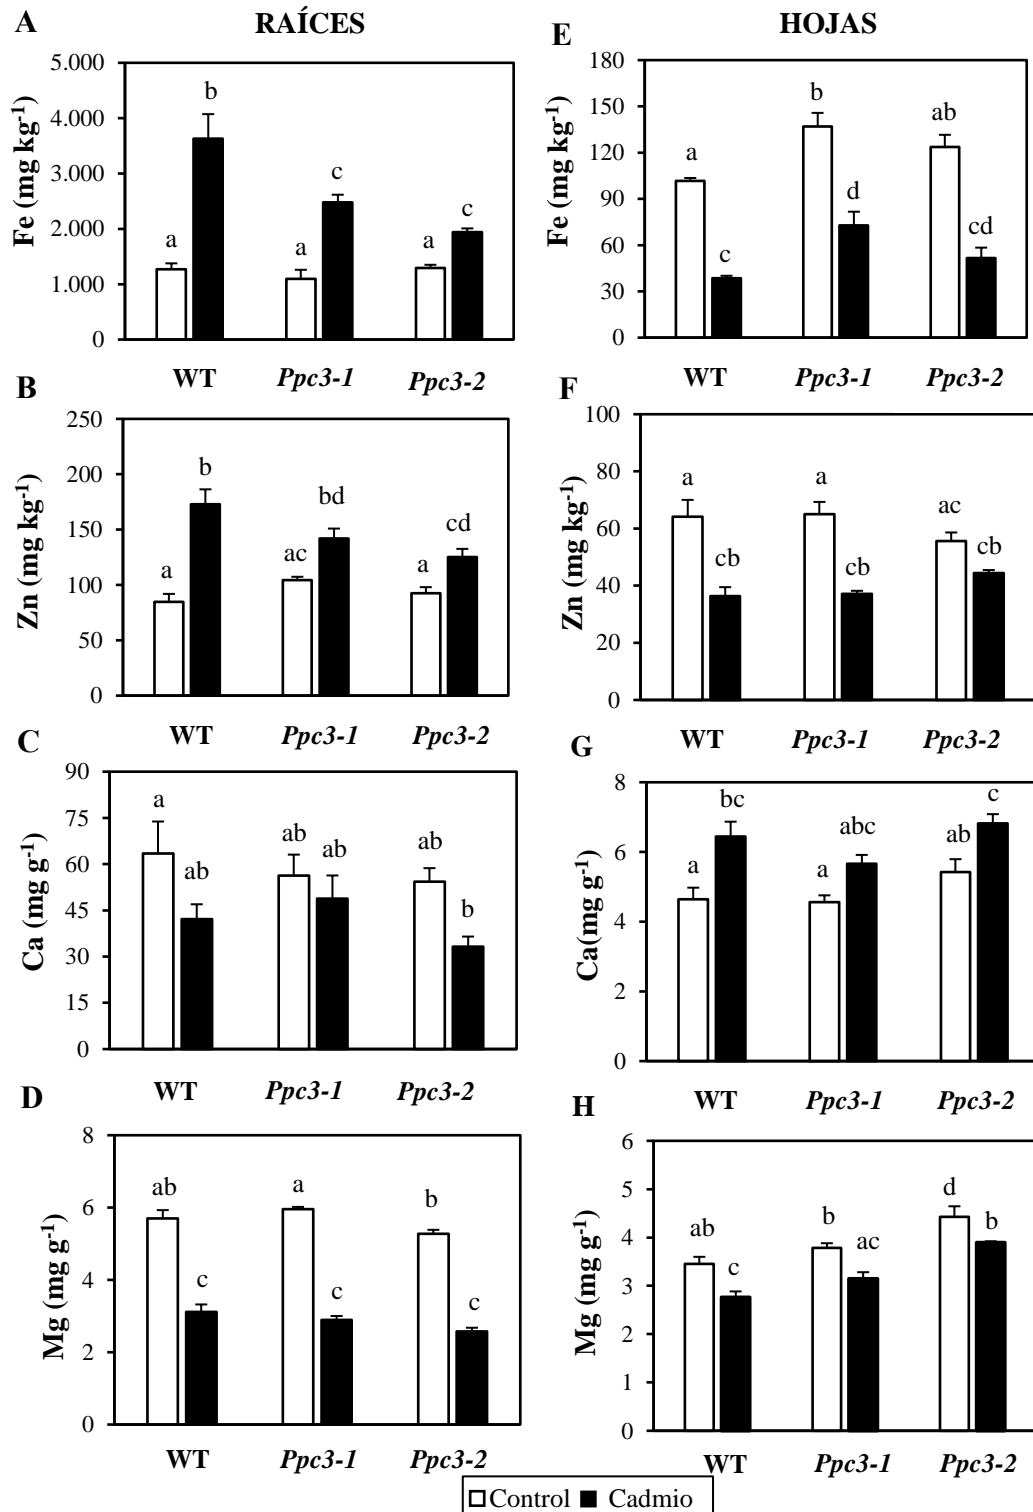 A
RAÍCES
5.000
4.000
3.000
2.000
1.000
0
Fe (mg kg-1)
a
b
a
c
a
c
WT
Ppc3-1
Ppc3-2
E
HOJAS
180
150
120
90
60
30
0
Fe (mg kg-1)
a
c
b
d
ab
cd
WT
Ppc3-1
Ppc3-2
B
250
200
150
100
50
0
Zn (mg kg-1)
a
b
ac
bd
a
cd
WT
Ppc3-1
Ppc3-2
F
100
80
60
40
20
0
Zn (mg kg-1)
a
cb
a
cb
ac
cb
WT
Ppc3-1
Ppc3-2
C
90
75
60
45
30
15
0
Ca (mg g-1)
a
ab
ab
ab
ab
b
WT
Ppc3-1
Ppc3-2
G
8
6
4
2
0
Ca(mg g-1)
a
bc
a
abc
ab
c
WT
Ppc3-1
Ppc3-2
D
8
6
4
2
0
Mg (mg g-1)
ab
c
a
c
b
c
WT
Ppc3-1
Ppc3-2
H
6
5
4
3
2
1
0
Mg (mg g-1)
ab
c
b
ac
d
b
WT
Ppc3-1
Ppc3-2
Control Cadmio